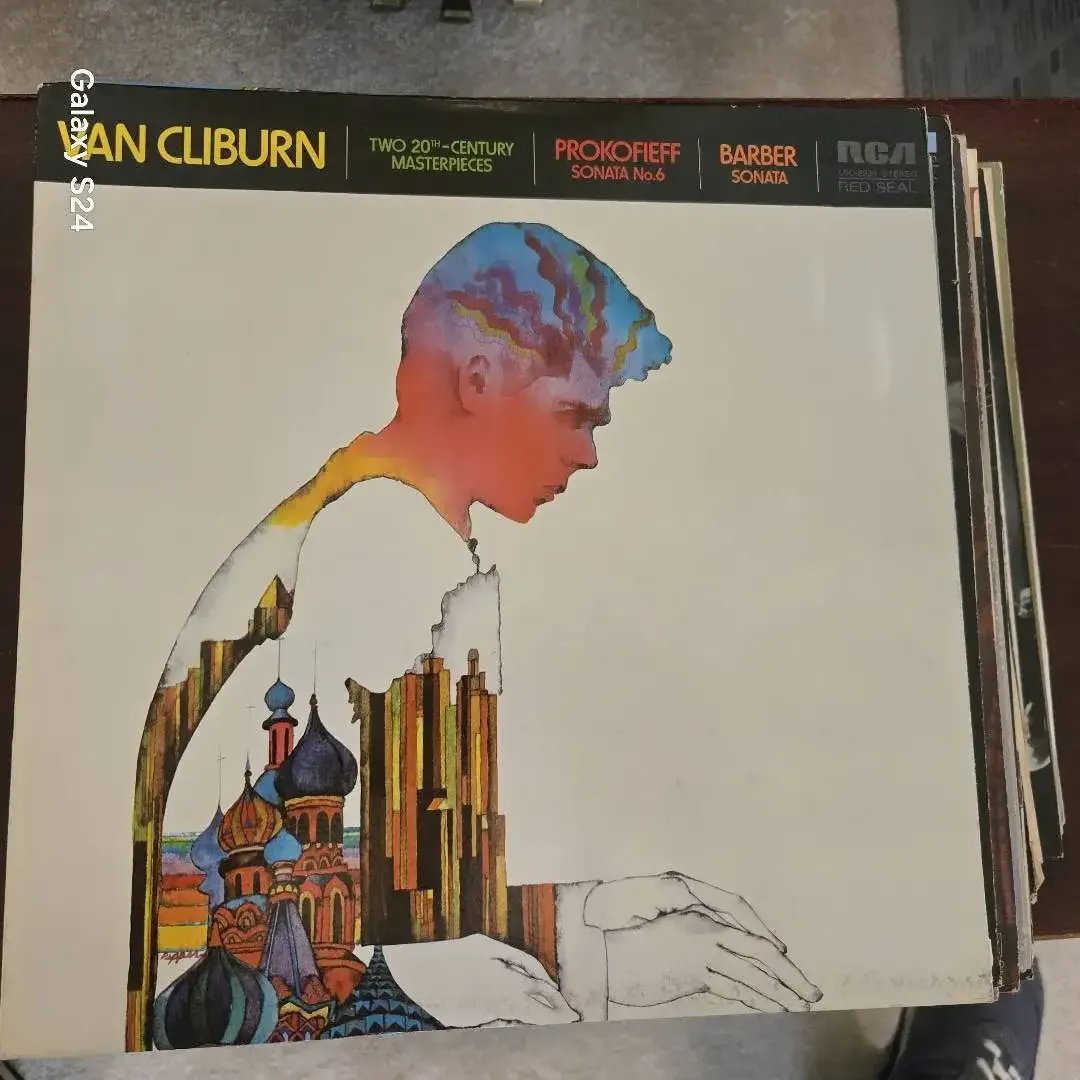 VAN CLIBURN
TWO 20TH-CENTURY
MASTERPIECES
PROKOFIEFF
SONATA No.6
BARBER
SONATA
RCA
STEREO
RED SEAL
Galaxy S24